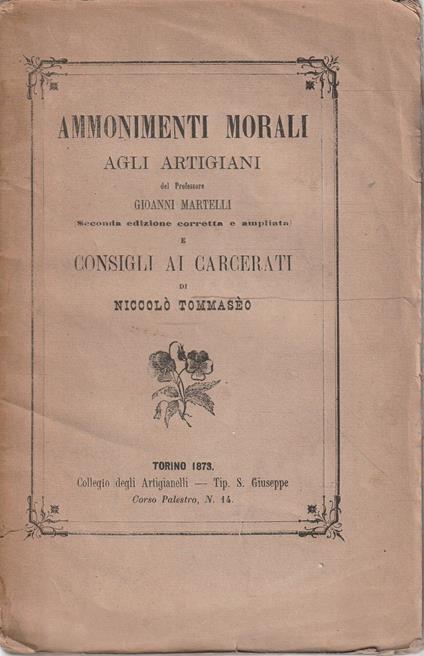 AMMONIMENTI MORALI
AGLI ARTIGIANI
del Professore
GIOANNI MARTELLI
(Seconda edizione corretta e ampliata)
E
CONSIGLI AI CARCERATI
DI
NICCOLÒ TOMMASÈO
TORINO 1873.
Collegio degli Artigianelli — Tip. S. Giuseppe
Corso Palestro, N. 14.